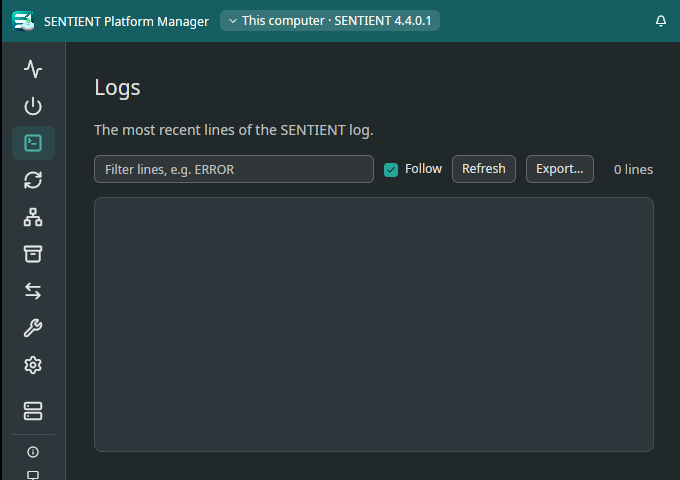 SENTIENT Platform Manager
This computer · SENTIENT 4.4.0.1
Logs
The most recent lines of the SENTIENT log.
Filter lines, e.g. ERROR
Follow
Refresh
Export...
0 lines